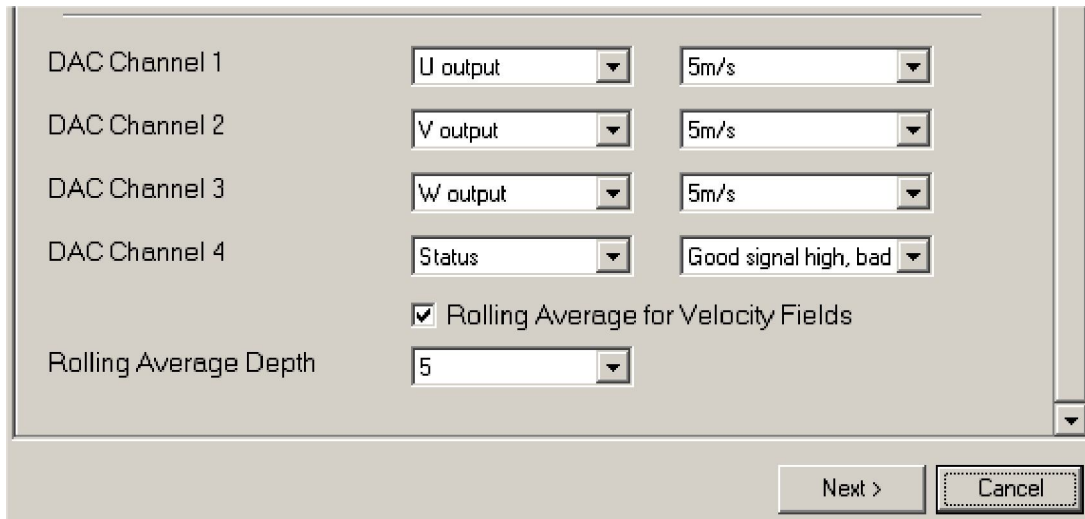 DAC Channel 1 U output 5m/s
DAC Channel 2 V output 5m/s
DAC Channel 3 W output 5m/s
DAC Channel 4 Status Good signal high, bad
Rolling Average for Velocity Fields
Rolling Average Depth 5
Next > Cancel